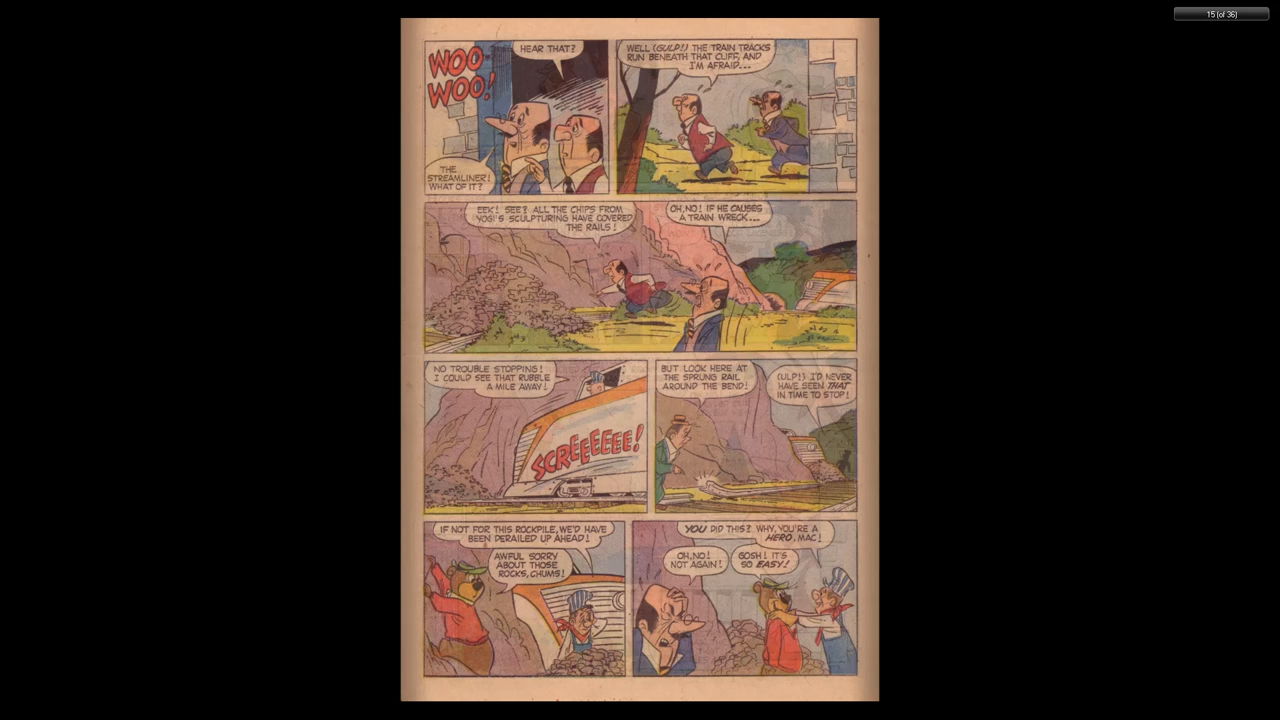 15 (of 36)
WOO
WOO!
HEAR THAT?
THE
STREAMLINER!
WHAT OF IT?
WELL (GULP!) THE TRAIN TRACKS
RUN BENEATH THAT CLIFF, AND
I'M AFRAID...
EEK! SEE? ALL THE CHIPS FROM
YOGI'S SCULPTURING HAVE COVERED
THE RAILS!
OH, NO! IF HE CAUSES
A TRAIN WRECK...
NO TROUBLE STOPPING!
I COULD SEE THAT RUBBLE
A MILE AWAY!
SCREEEEEE!
BUT LOOK HERE AT
THE SPRUNG RAIL
AROUND THE BEND!
(ULP!) I'D NEVER
HAVE SEEN THAT
IN TIME TO STOP!
IF NOT FOR THIS ROCKPILE, WE'D HAVE
BEEN DERAILED UP AHEAD!
AWFUL SORRY
ABOUT THOSE
ROCKS, CHUMS!
YOU DID THIS? WHY, YOU'RE A
HERO, MAC!
OH, NO!
NOT AGAIN!
GOSH! IT'S
SO EASY!